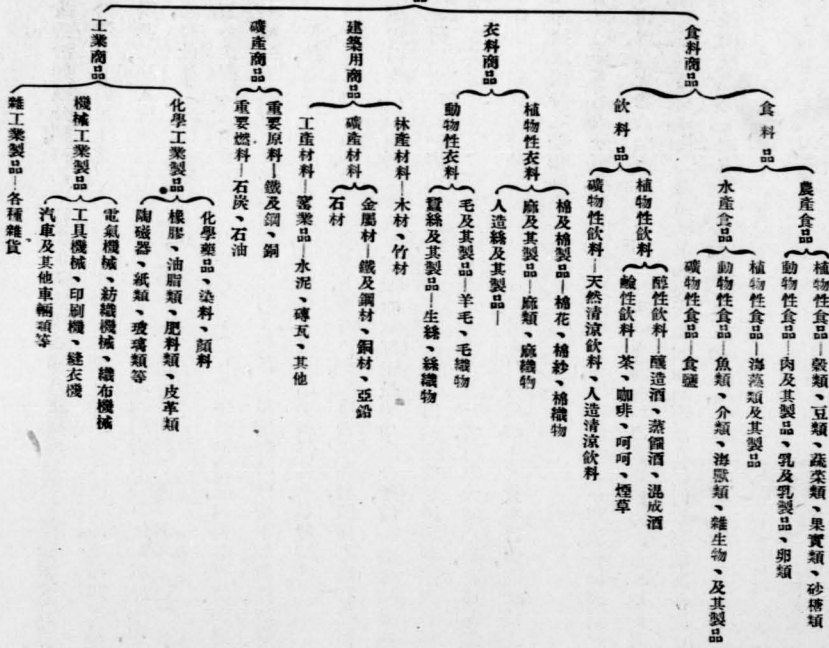 品
食料商品
食料品
農產食品
植物性食品—穀類、豆類、蔬菜類、果實類、砂糖類
動物性食品—肉及其製品、乳及乳製品、卵類
水產食品
植物性食品—海藻類及其製品
動物性食品—魚類、介類、海獸類、雜生物、及其製品
礦物性食品—食鹽
飲料品
植物性飲料
醇性飲料—釀造酒、蒸餾酒、混成酒
鹼性飲料—茶、咖啡、呵呵、煙草
礦物性飲料—天然清涼飲料、人造清涼飲料
衣料商品
植物性衣料
棉及棉製品—棉花、棉紗、棉織物
麻及其製品—麻類、麻織物
人造絲及其製品—
動物性衣料
毛及其製品—羊毛、毛織物
蠶絲及其製品—生絲、絲織物
建築用商品
林產材料—木材、竹材
礦產材料
金屬材—鐵及鋼材、銅材、亞鉛
石材
工產材料—窰業品—水泥、磚瓦、其他
礦產商品
重要原料—鐵及鋼、銅
重要燃料—石炭、石油
工業商品
化學工業製品
化學藥品、染料、顏料
橡膠、油脂類、肥料類、皮革類
陶磁器、紙類、玻璃類等
機械工業製品
電氣機械、紡織機械、織布機械
工具機械、印刷機、縫衣機
汽車及其他車輛項等
雜工業製品—各種雜貨